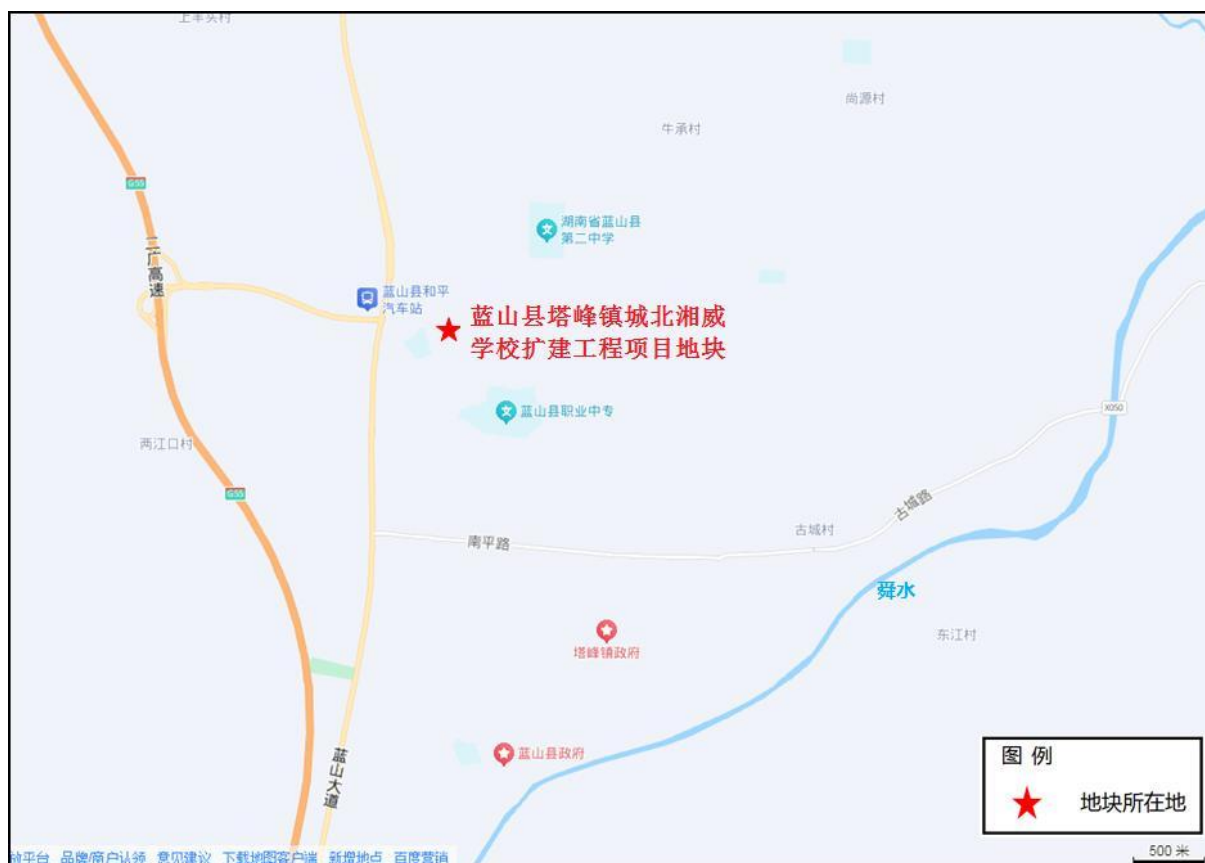 上羊头村
尚源村
牛承村
G55
湖南省蓝山县
第二中学
二广高速
蓝山县和平
汽车站
蓝山县塔峰镇城北湘威
学校扩建工程项目地块
X050
蓝山县职业中专
两江口村
G55
古城路
古城村
南平路
舜水
东江村
塔峰镇政府
蓝山县政府
蓝山大道
图 例
地块所在地
500 米
放平台 品牌/商户认领 意见建议 下载地图客户端 新增地点 百度营销